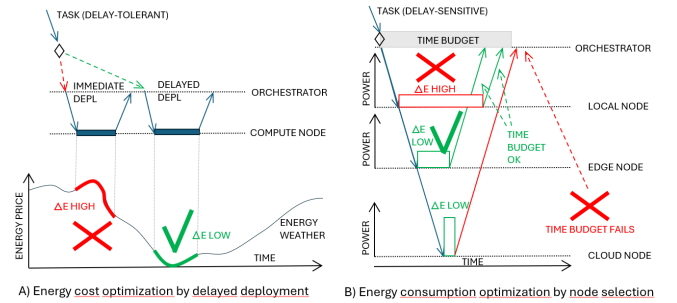 TASK (DELAY-TOLERANT)
IMMEDIATE
DEPL
DELAYED
DEPL
ORCHESTRATOR
COMPUTE NODE
ENERGY PRICE
ΔE HIGH
ΔE LOW
ENERGY
WEATHER
TIME
A) Energy cost optimization by delayed deployment
TASK (DELAY-SENSITIVE)
TIME BUDGET
ORCHESTRATOR
POWER
ΔE HIGH
LOCAL NODE
POWER
ΔE
LOW
TIME
BUDGET
OK
EDGE NODE
POWER
ΔE LOW
TIME BUDGET FAILS
CLOUD NODE
TIME
B) Energy consumption optimization by node selection